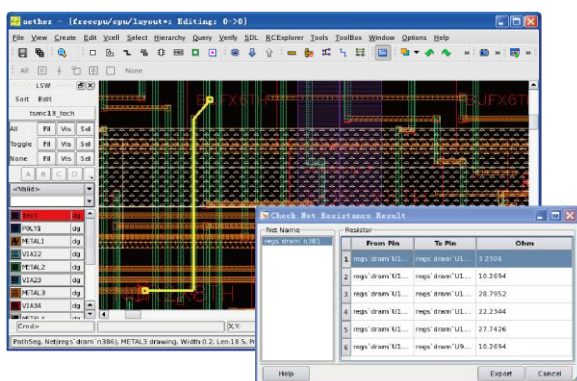 aether - [freecpu/cpu/layout*: Editing: 0->0]
File View Create Edit Vcell Select Hierarchy Query Verify SDL RCExplorer Tools ToolBox Window Options Help
All None
LSW
Sort Edit
tsmc13_tech
All Fil Vis Sel
Toggle Fil Vis Sel
None Fil Vis Sel
A B C D
<Valid>
text dg
POLY1 dg
METAL1 dg
VIA12 dg
METAL2 dg
VIA23 dg
METAL3 dg
VIA34 dg
METAL4 dg
BUFX6TH
Cmd>
X,Y:
PathSeg, Net(regs`dram`n386), METAL3 drawing, Width:0.2, Len:18.5, Pr
Check Net Resistance Result
Net Name
regs`dram`n381
Resistor
From Pin To Pin Ohm
1 regs`dram`U1... regs`dram`U1... 3.2306
2 regs`dram`U1... regs`dram`U1... 10.2694
3 regs`dram`U1... regs`dram`U1... 28.7952
4 regs`dram`U1... regs`dram`U1... 22.2344
5 regs`dram`U1... regs`dram`U1... 27.7426
6 regs`dram`U1... regs`dram`U9... 10.2694
Help Export Cancel